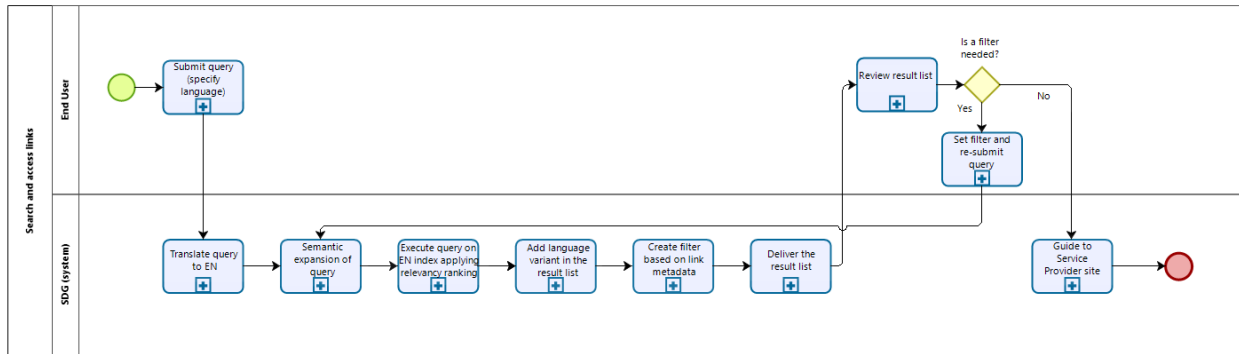 Search and access links
End User
Submit query
(specify
language)
Review result list
Is a filter
needed?
Yes
No
Set filter and
re-submit
query
SDG (system)
Translate query
to EN
Semantic
expansion of
query
Execute query on
EN index applying
relevancy ranking
Add language
variant in the
result list
Create filter
based on link
metadata
Deliver the
result list
Guide to
Service
Provider site